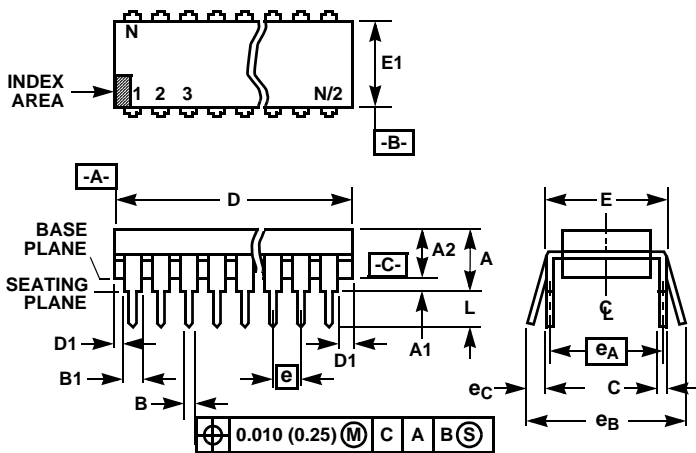 N
INDEX
AREA
1 2 3 N/2
E1
-B-
-A-
D
E
BASE
PLANE
A2
A
-C-
SEATING
PLANE
L
C
L
D1
A1
D1
eA
B1
e
eC
C
B
eB
0.010 (0.25) M C A B S